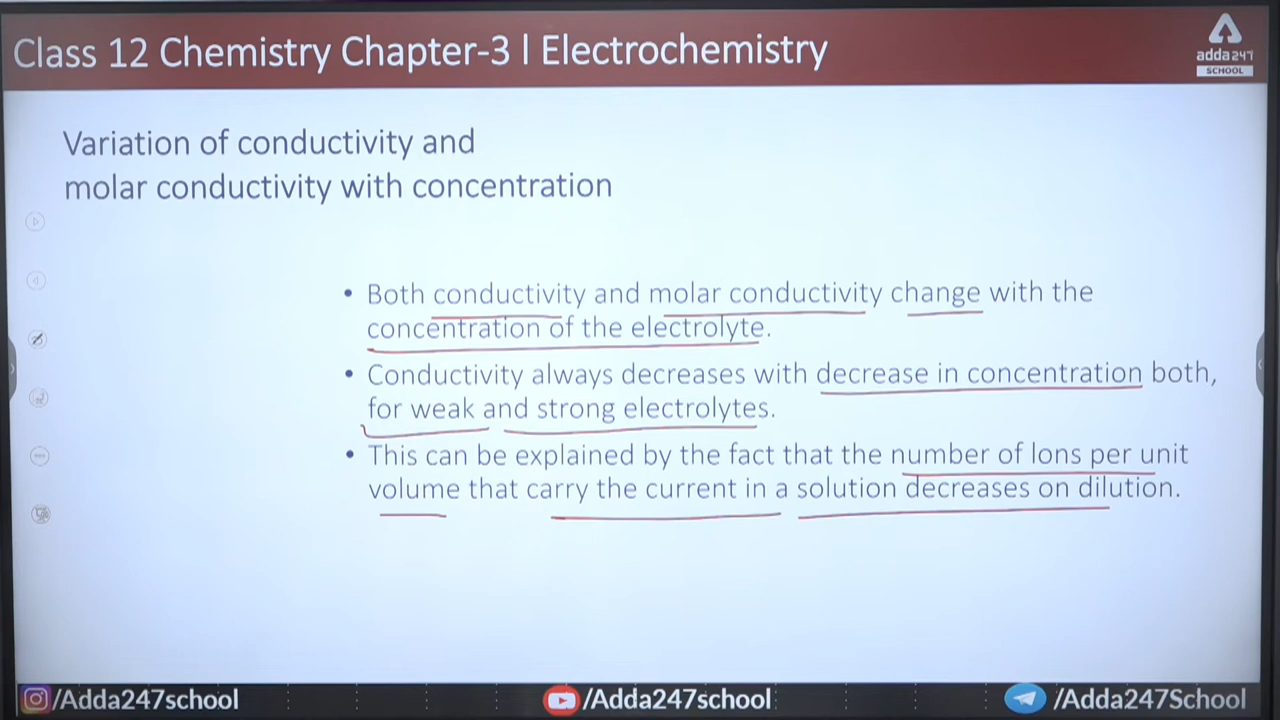 Class 12 Chemistry Chapter-3 l Electrochemistry
adda247
SCHOOL
Variation of conductivity and
molar conductivity with concentration
• Both conductivity and molar conductivity change with the
concentration of the electrolyte.
• Conductivity always decreases with decrease in concentration both,
for weak and strong electrolytes.
• This can be explained by the fact that the number of Ions per unit
volume that carry the current in a solution decreases on dilution.
/Adda247school
/Adda247school
/Adda247School